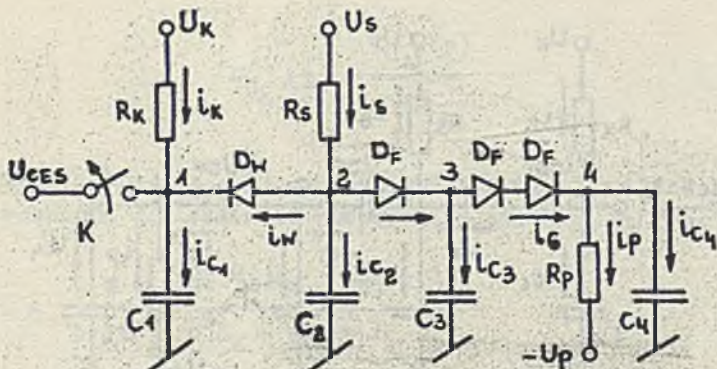 UK US
RK iK RS iS
UCES K 1 DW 2 DF 3 DF DF 4
iW iG
iC1 iC2 iC3 RP iP iC4
C1 C2 C3 C4
-UP